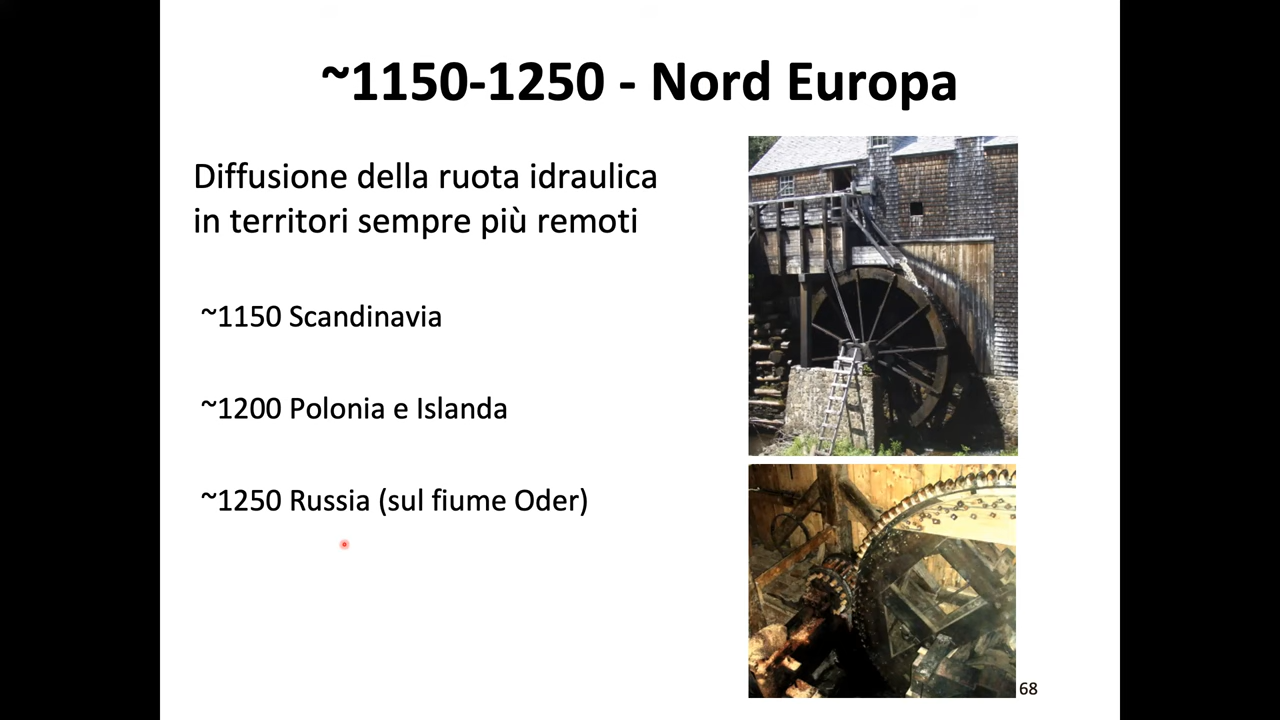 ~1150-1250 - Nord Europa
Diffusione della ruota idraulica
in territori sempre più remoti
~1150 Scandinavia
~1200 Polonia e Islanda
~1250 Russia (sul fiume Oder)
68